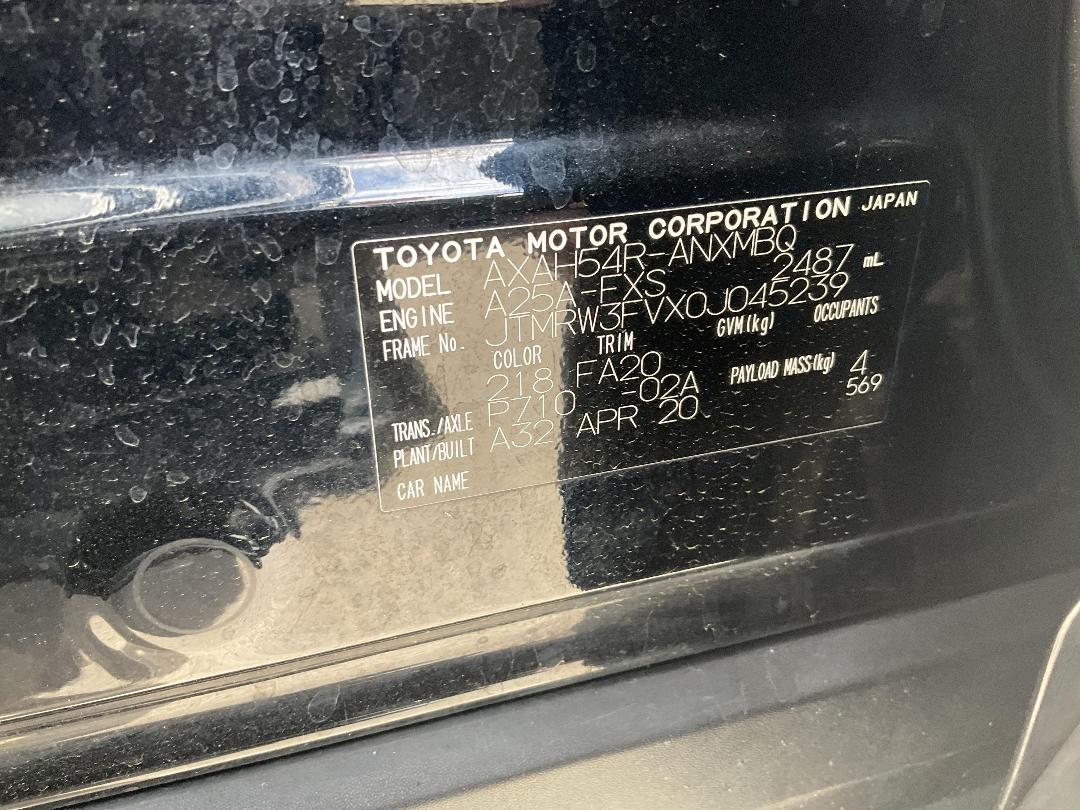 TOYOTA MOTOR CORPORATION JAPAN
MODEL AXAH54R-ANXMBQ
ENGINE A25A-FXS 2487 mL
FRAME No. JTMRW3FVX0J045239
COLOR TRIM GVM(kg) OCCUPANTS
218 FA20
TRANS./AXLE P710 -02A PAYLOAD MASS(kg) 4
PLANT/BUILT A32 APR 20 569
CAR NAME